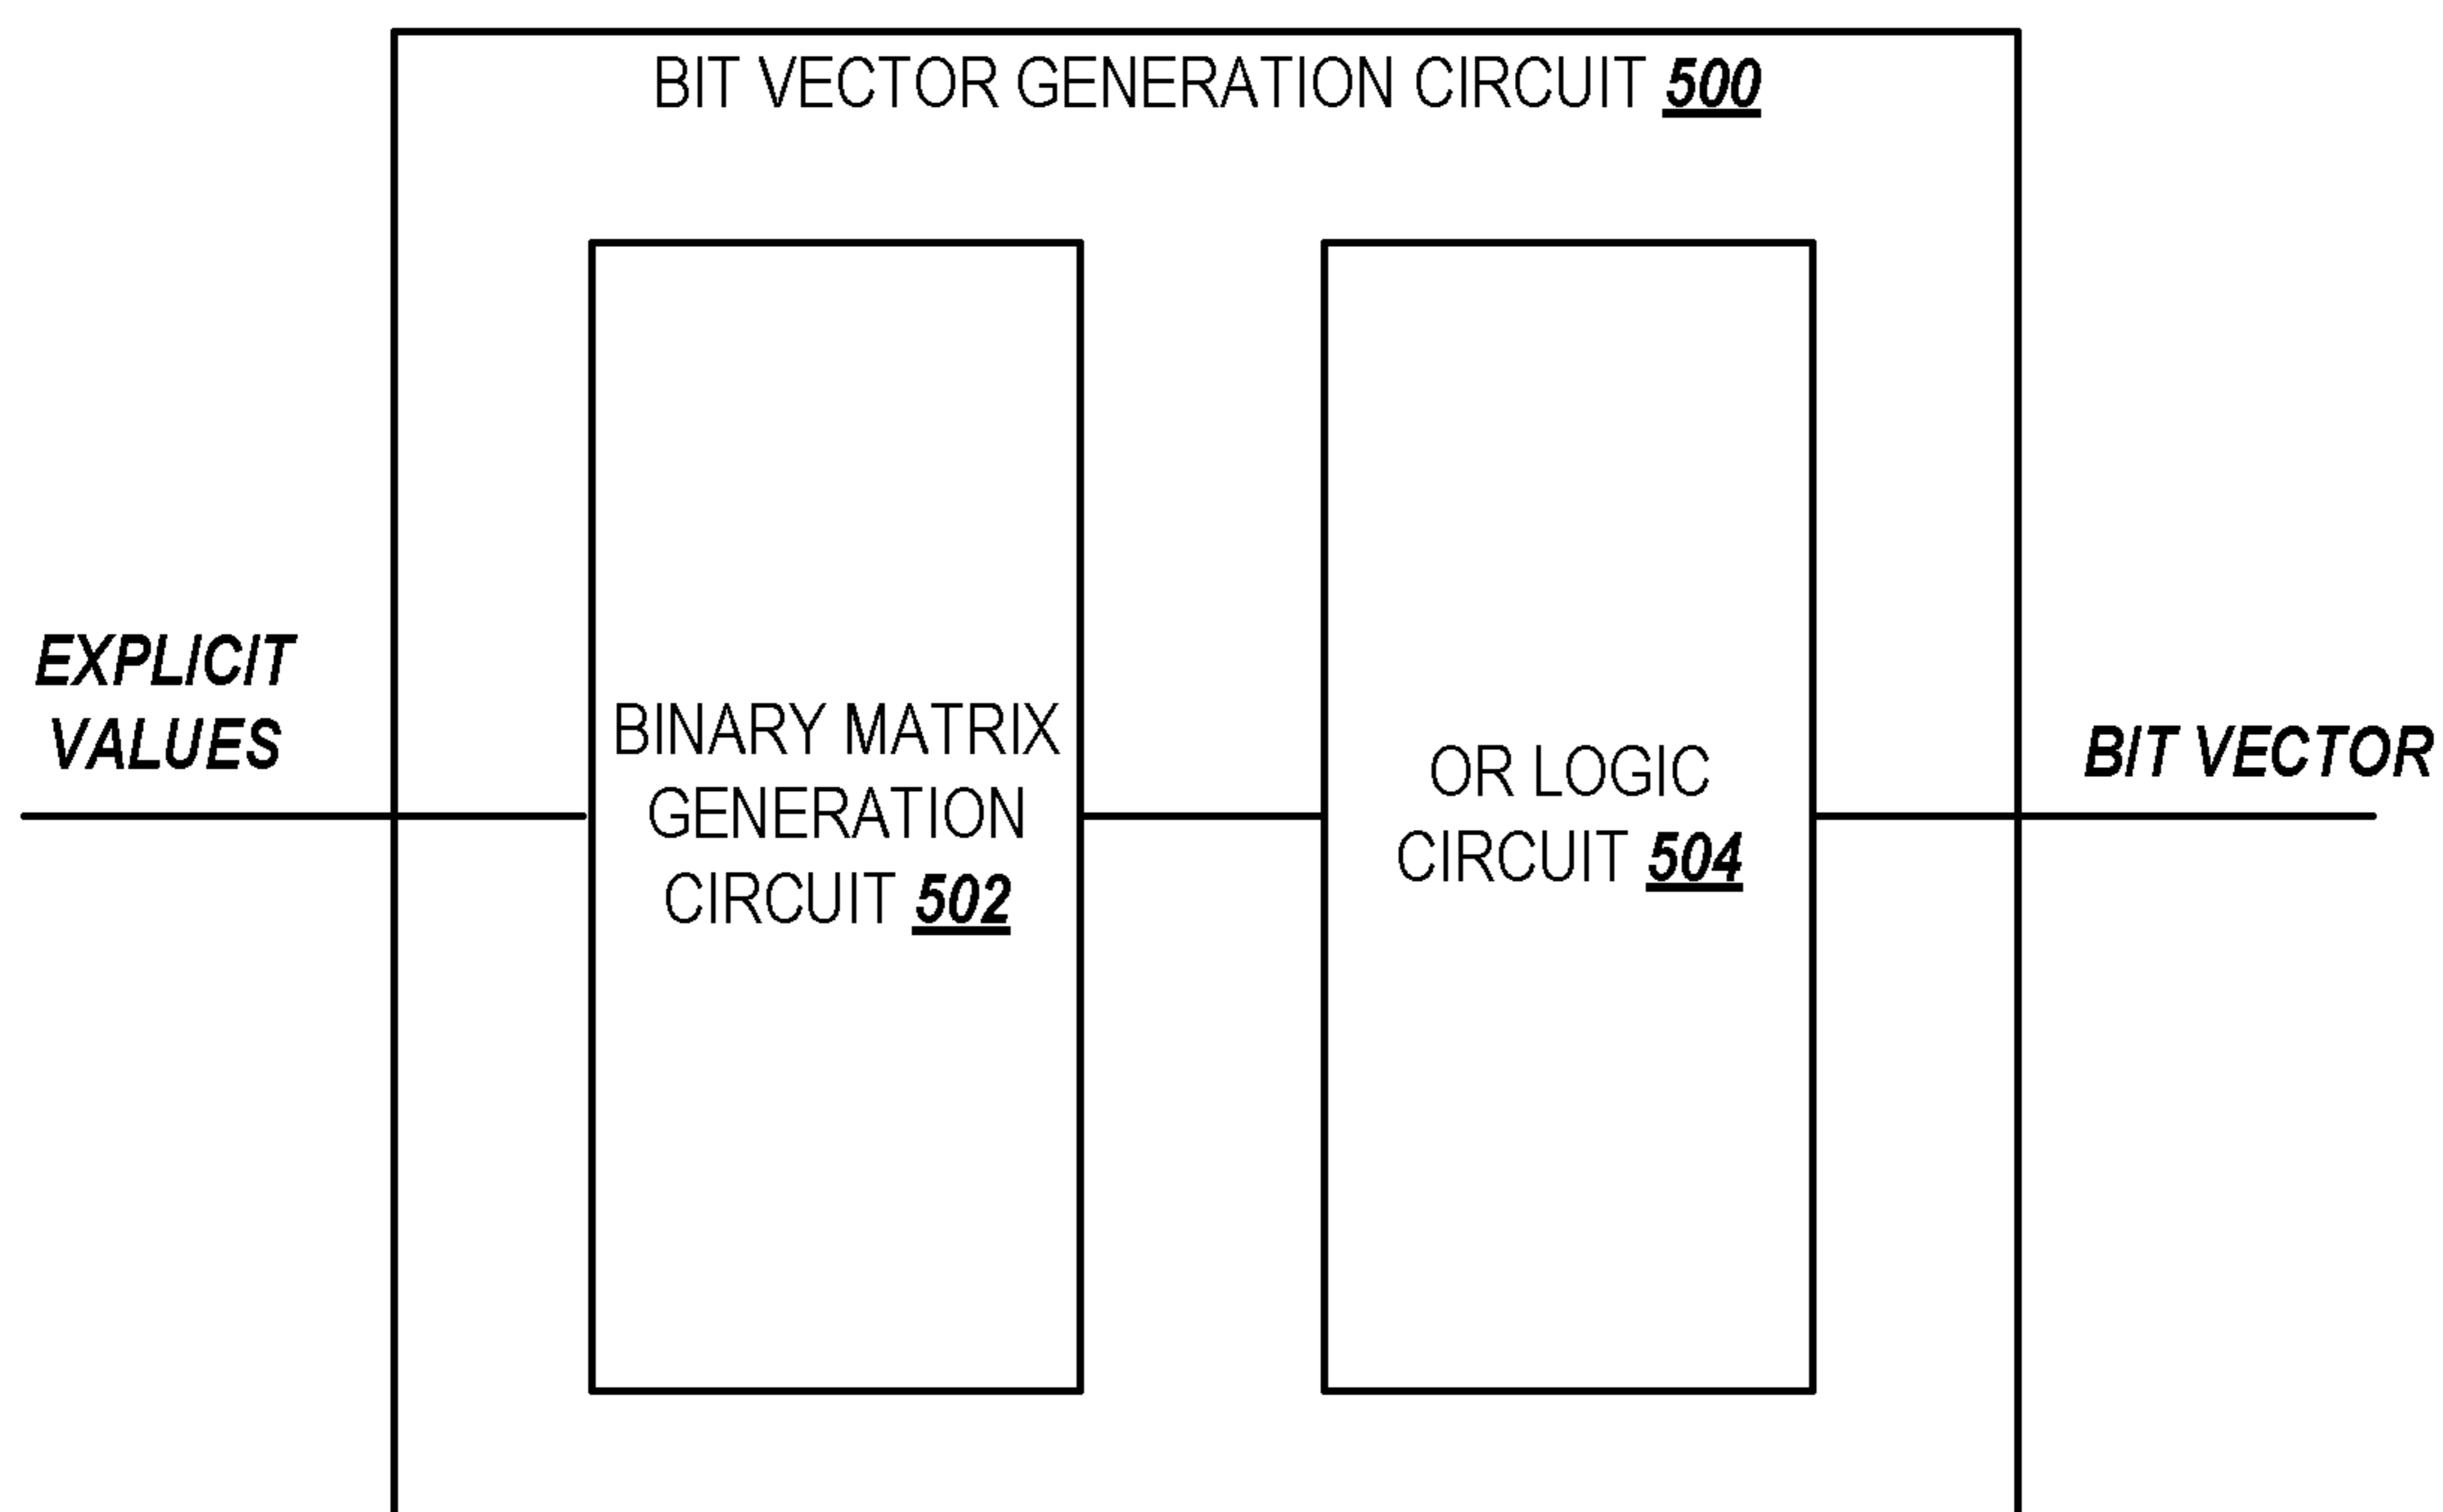 BIT VECTOR GENERATION CIRCUIT 500
EXPLICIT
VALUES
BINARY MATRIX
GENERATION
CIRCUIT 502
OR LOGIC
CIRCUIT 504
BIT VECTOR